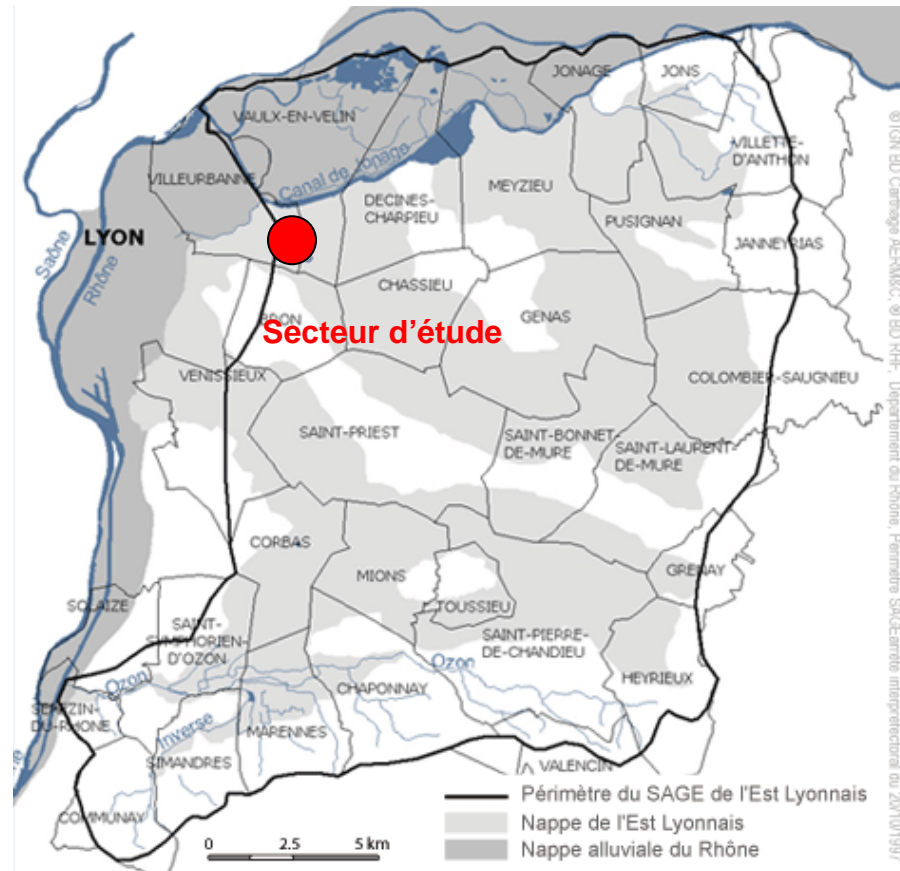 JONAGE
JONS
VAULX-EN-VELIN
VILLETTE-
D'ANTHON
VILLEURBANNE
Canal de Jonage
MEYZIEU
DECINES-
CHARPIEU
PUSIGNAN
LYON
JANNEYRIAS
Saône
Rhône
CHASSIEU
GENAS
Secteur d'étude
VENISSIEUX
COLOMBIER-SAUGNIEU
SAINT-PRIEST
SAINT-BONNET-
DE-MURE
SAINT-LAURENT-
DE-MURE
CORBAS
MIONS
GRENAY
SOLAIZE
TOUSSIEU
SAINT-
SYMPHORIEN-
D'OZON
SAINT-PIERRE-
DE-CHANDIEU
Ozon
Ozon
HEYRIEUX
CHAPONNAY
SEREZIN-
DU-RHONE
Inverse
MARENNES
SIMANDRES
VALENCIN
COMMUNAY
0 2.5 5 km
Périmètre du SAGE de l'Est Lyonnais
Nappe de l'Est Lyonnais
Nappe alluviale du Rhône